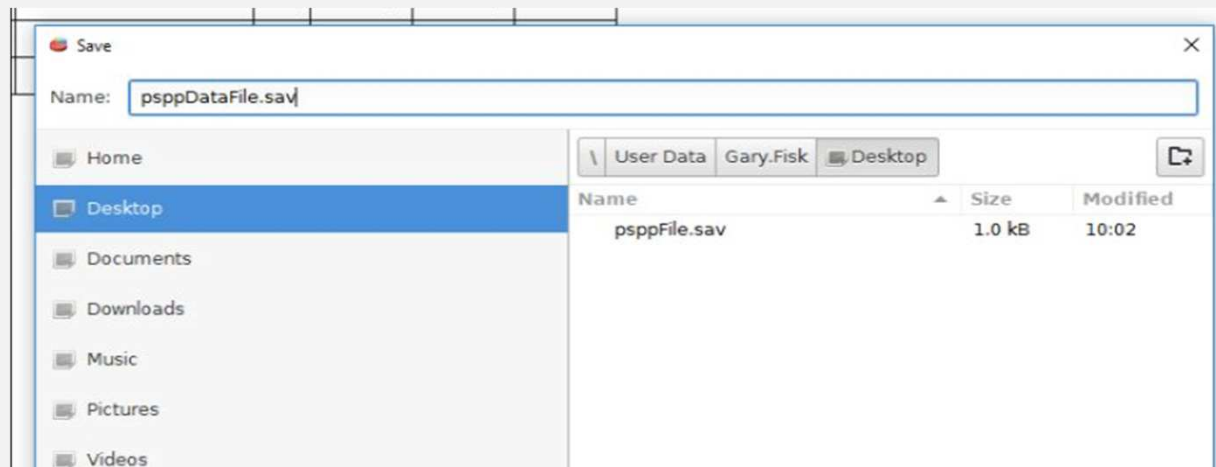 Save
Name: psppDataFile.sav
Home
Desktop
Documents
Downloads
Music
Pictures
Videos
\ User Data Gary.Fisk Desktop
Name Size Modified
psppFile.sav 1.0 kB 10:02